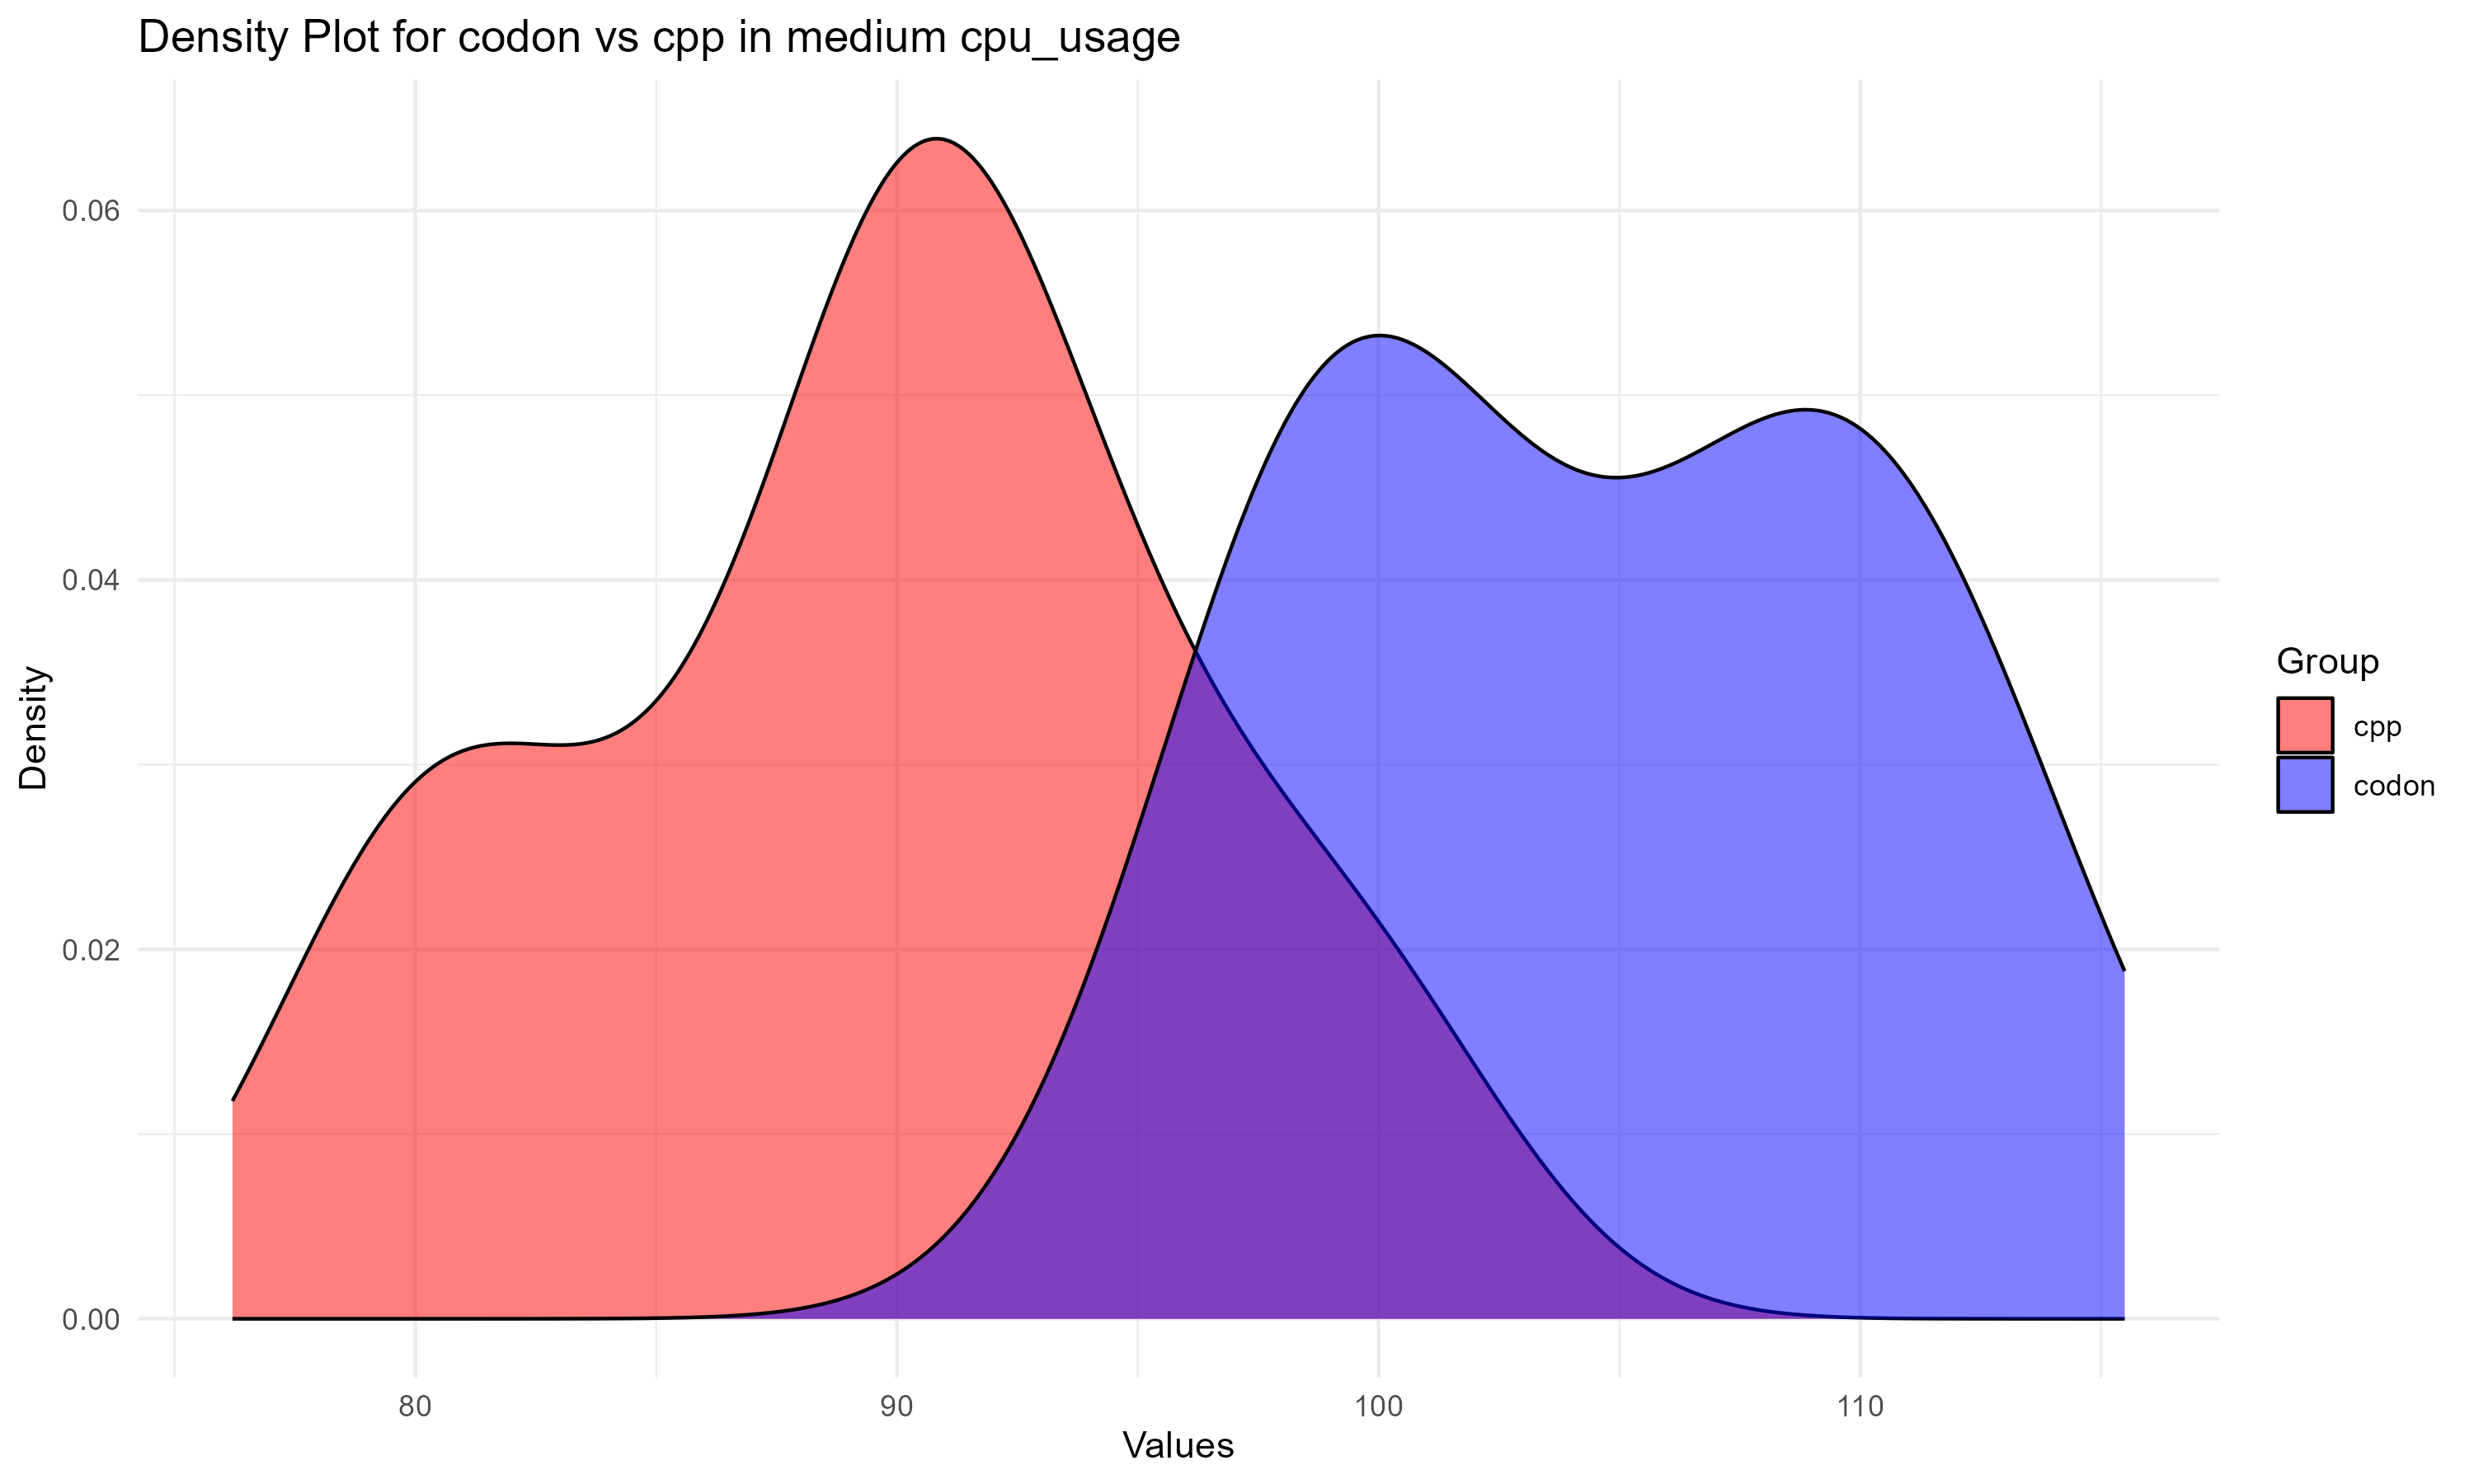 Density Plot for codon vs cpp in medium cpu_usage
Density
0.06
0.04
0.02
0.00
80 90 100 110
Values
Group
cpp
codon